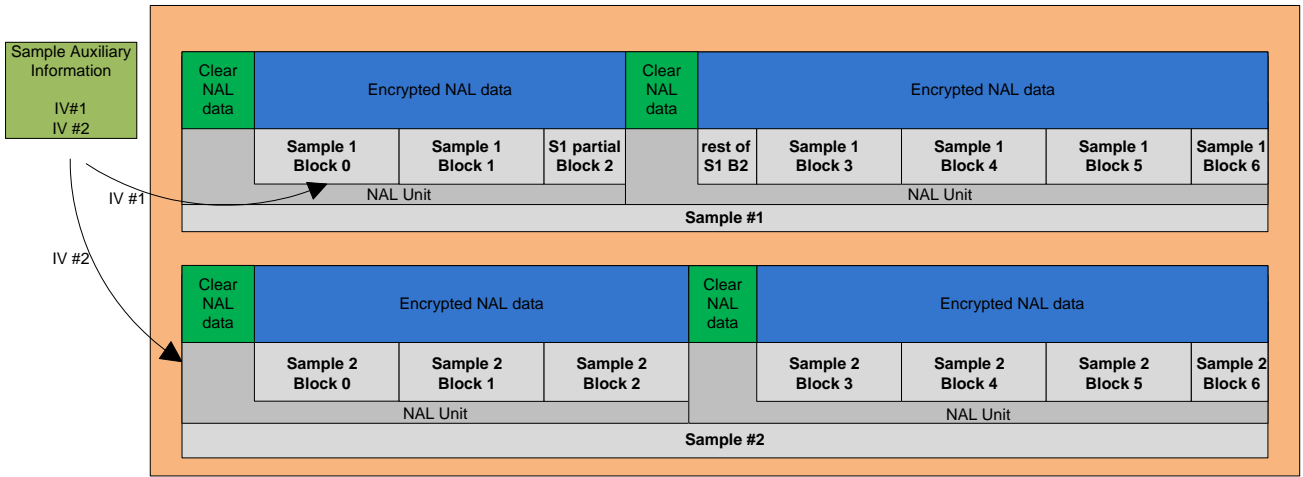 Sample Auxiliary
Information
IV#1
IV #2
IV #1
IV #2
Clear
NAL
data
Encrypted NAL data
Clear
NAL
data
Encrypted NAL data
Sample 1
Block 0
Sample 1
Block 1
S1 partial
Block 2
rest of
S1 B2
Sample 1
Block 3
Sample 1
Block 4
Sample 1
Block 5
Sample 1
Block 6
NAL Unit
NAL Unit
Sample #1
Clear
NAL
data
Encrypted NAL data
Clear
NAL
data
Encrypted NAL data
Sample 2
Block 0
Sample 2
Block 1
Sample 2
Block 2
Sample 2
Block 3
Sample 2
Block 4
Sample 2
Block 5
Sample 2
Block 6
NAL Unit
NAL Unit
Sample #2